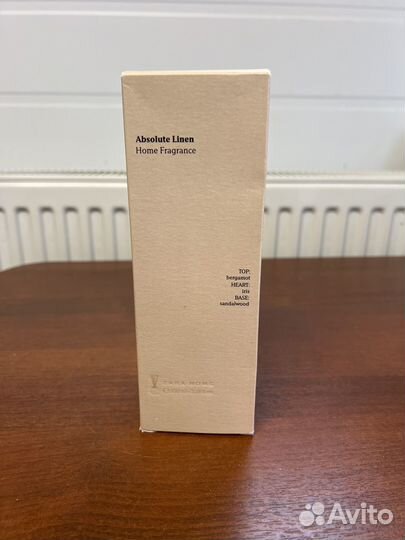 Absolute Linen
Home Fragrance
TOP:
bergamot
HEART:
iris
BASE:
sandalwood
ZARA HOME
Avito